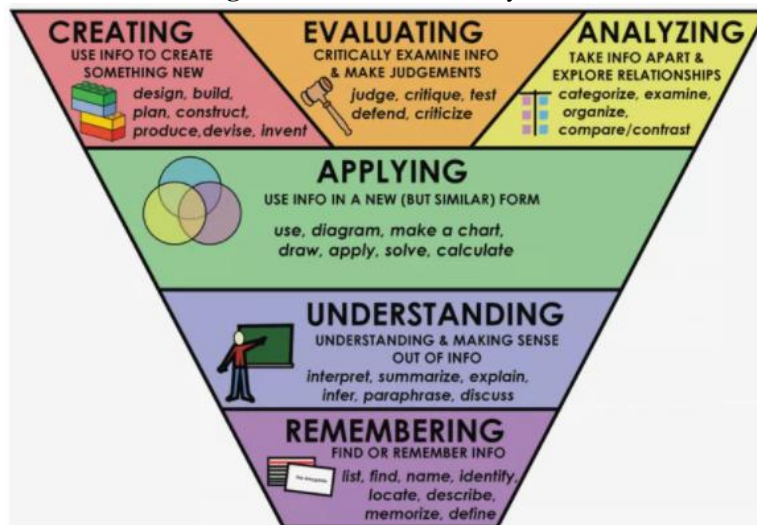 CREATING
USE INFO TO CREATE
SOMETHING NEW
design, build,
plan, construct,
produce,devise, invent
EVALUATING
CRITICALLY EXAMINE INFO
& MAKE JUDGEMENTS
judge, critique, test
defend, criticize
ANALYZING
TAKE INFO APART &
EXPLORE RELATIONSHIPS
categorize, examine,
organize,
compare/contrast
APPLYING
USE INFO IN A NEW (BUT SIMILAR) FORM
use, diagram, make a chart,
draw, apply, solve, calculate
UNDERSTANDING
UNDERSTANDING & MAKING SENSE
OUT OF INFO
interpret, summarize, explain,
infer, paraphrase, discuss
REMEMBERING
FIND OR REMEMBER INFO
list, find, name, identify,
locate, describe,
memorize, define